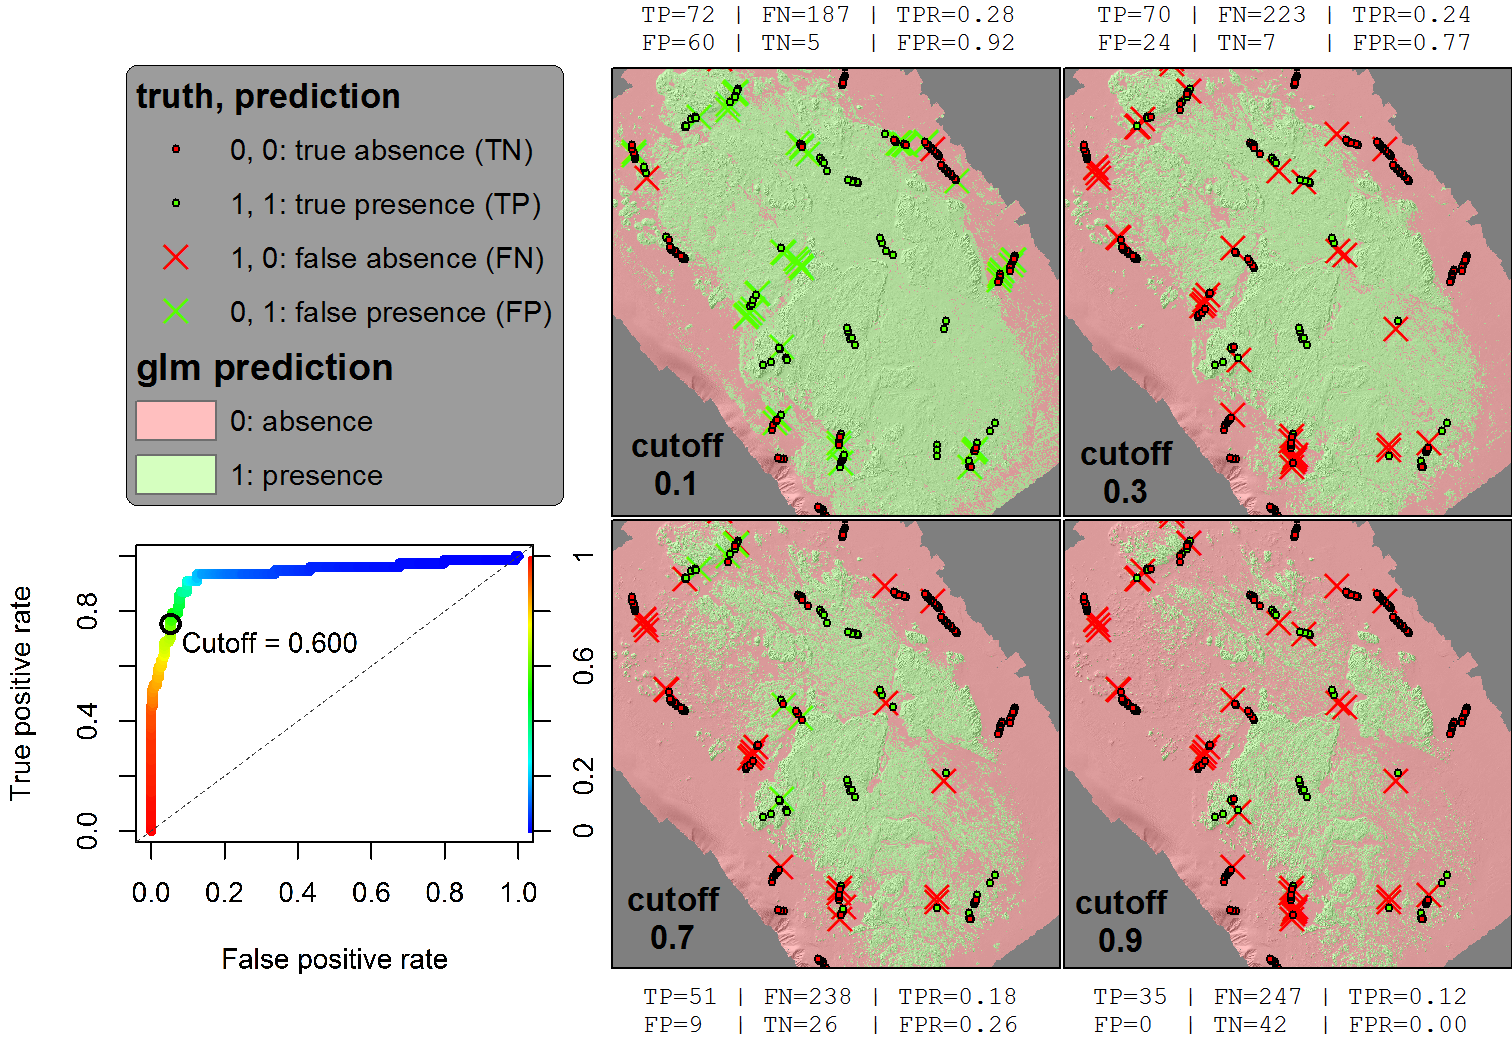 TP=72 | FN=187 | TPR=0.28
FP=60 | TN=5 | FPR=0.92
TP=70 | FN=223 | TPR=0.24
FP=24 | TN=7 | FPR=0.77
truth, prediction
0, 0: true absence (TN)
1, 1: true presence (TP)
1, 0: false absence (FN)
0, 1: false presence (FP)
glm prediction
0: absence
1: presence
cutoff
0.1
cutoff
0.3
True positive rate
0.0 0.4 0.8
Cutoff = 0.600
0 0.2 0.6 1
0.0 0.2 0.4 0.6 0.8 1.0
False positive rate
cutoff
0.7
cutoff
0.9
TP=51 | FN=238 | TPR=0.18
FP=9 | TN=26 | FPR=0.26
TP=35 | FN=247 | TPR=0.12
FP=0 | TN=42 | FPR=0.00